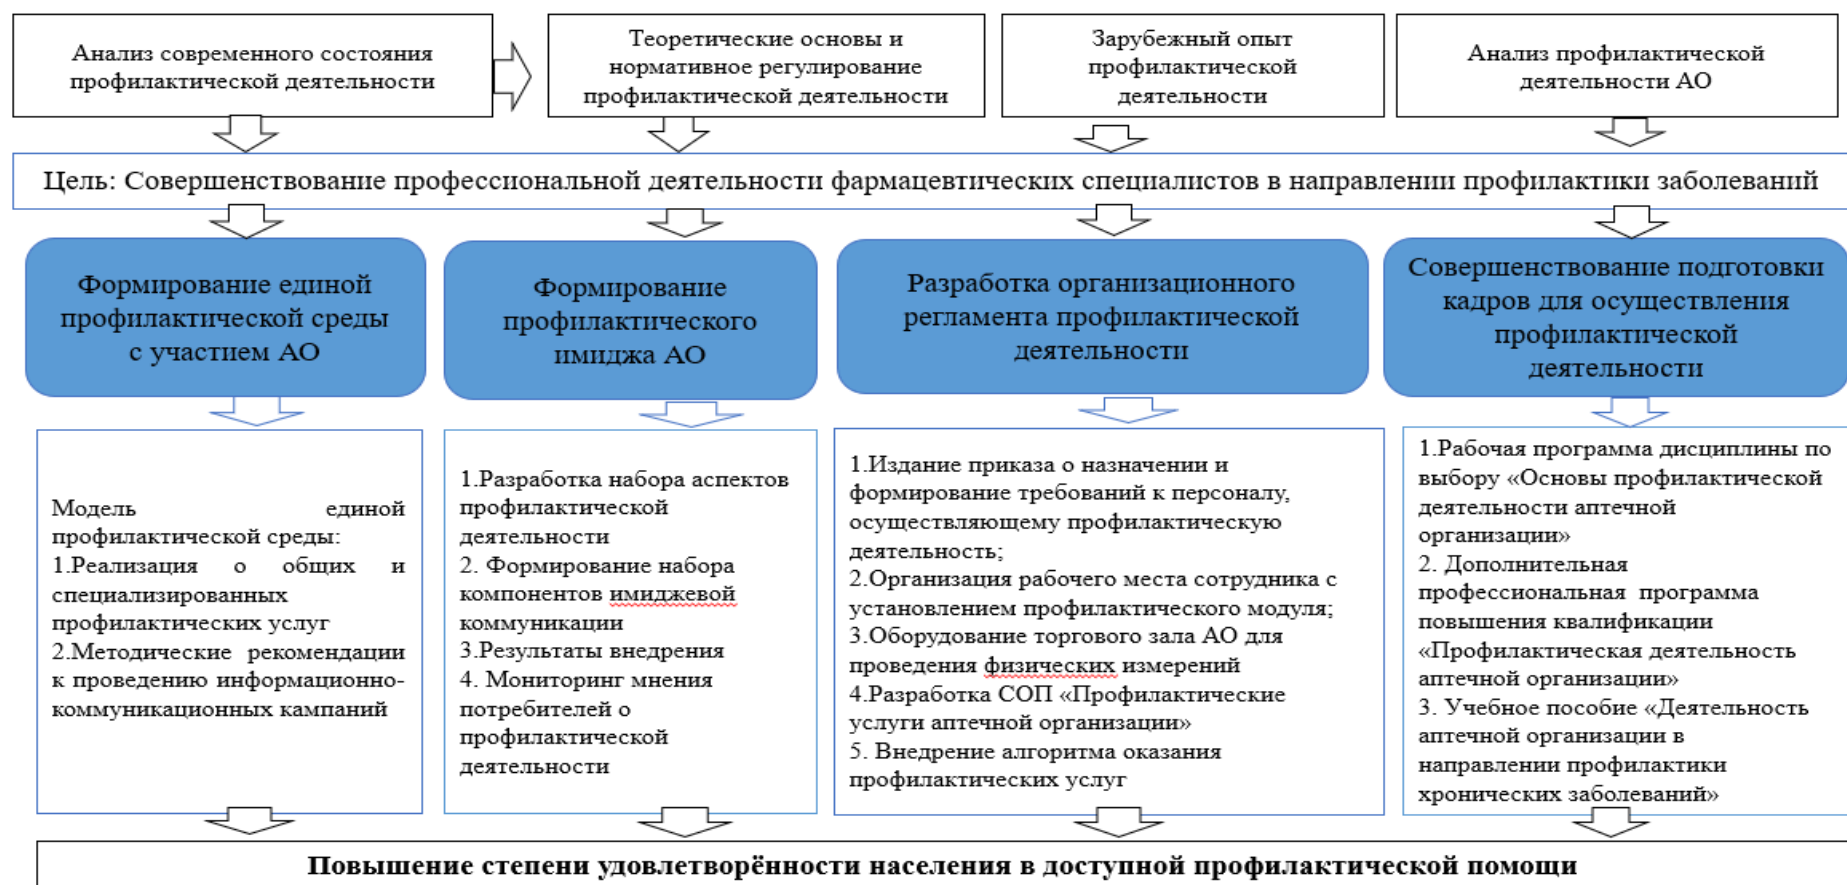 Анализ современного состояния
профилактической деятельности
Теоретические основы и
нормативное регулирование
профилактической деятельности
Зарубежный опыт
профилактической
деятельности
Анализ профилактической
деятельности АО
Цель: Совершенствование профессиональной деятельности фармацевтических специалистов в направлении профилактики заболеваний
Формирование единой
профилактической среды
с участием АО
Формирование
профилактического
имиджа АО
Разработка организационного
регламента профилактической
деятельности
Совершенствование подготовки
кадров для осуществления
профилактической
деятельности
Модель единой
профилактической среды:
1.Реализация о общих и
специализированных
профилактических услуг
2.Методические рекомендации
к проведению информационно-
коммуникационных кампаний
1.Разработка набора аспектов
профилактической
деятельности
2. Формирование набора
компонентов имиджевой
коммуникации
3.Результаты внедрения
4. Мониторинг мнения
потребителей о
профилактической
деятельности
1.Издание приказа о назначении и
формирование требований к персоналу,
осуществляющему профилактическую
деятельность;
2.Организация рабочего места сотрудника с
установлением профилактического модуля;
3.Оборудование торгового зала АО для
проведения физических измерений
4.Разработка СОП «Профилактические
услуги аптечной организации»
5. Внедрение алгоритма оказания
профилактических услуг
1.Рабочая программа дисциплины по
выбору «Основы профилактической
деятельности аптечной
организации»
2. Дополнительная
профессиональная программа
повышения квалификации
«Профилактическая деятельность
аптечной организации»
3. Учебное пособие «Деятельность
аптечной организации в
направлении профилактики
хронических заболеваний»
Повышение степени удовлетворённости населения в доступной профилактической помощи